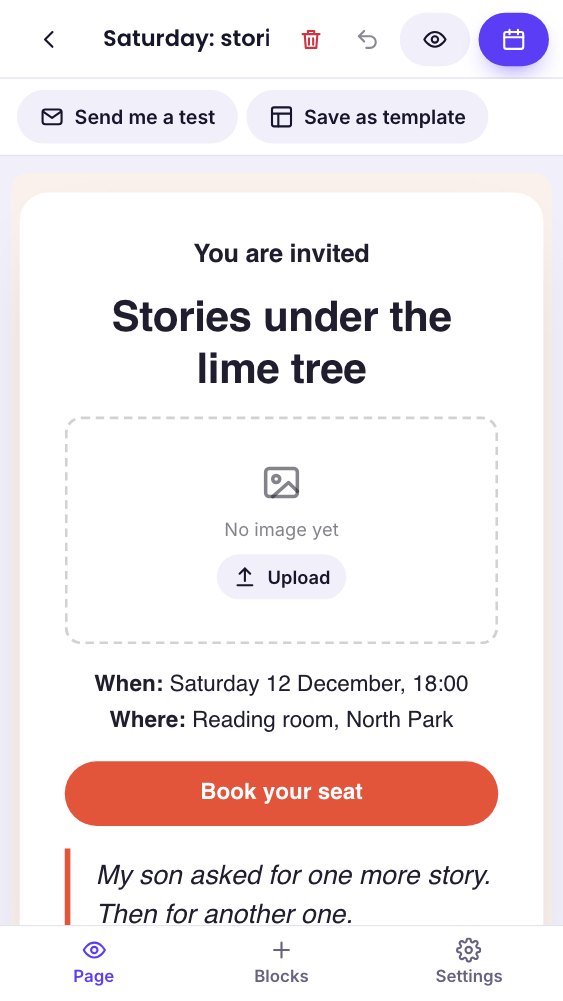 Saturday: stori
Send me a test
Save as template
You are invited
Stories under the
lime tree
No image yet
Upload
When: Saturday 12 December, 18:00
Where: Reading room, North Park
Book your seat
My son asked for one more story.
Then for another one.
Page
Blocks
Settings